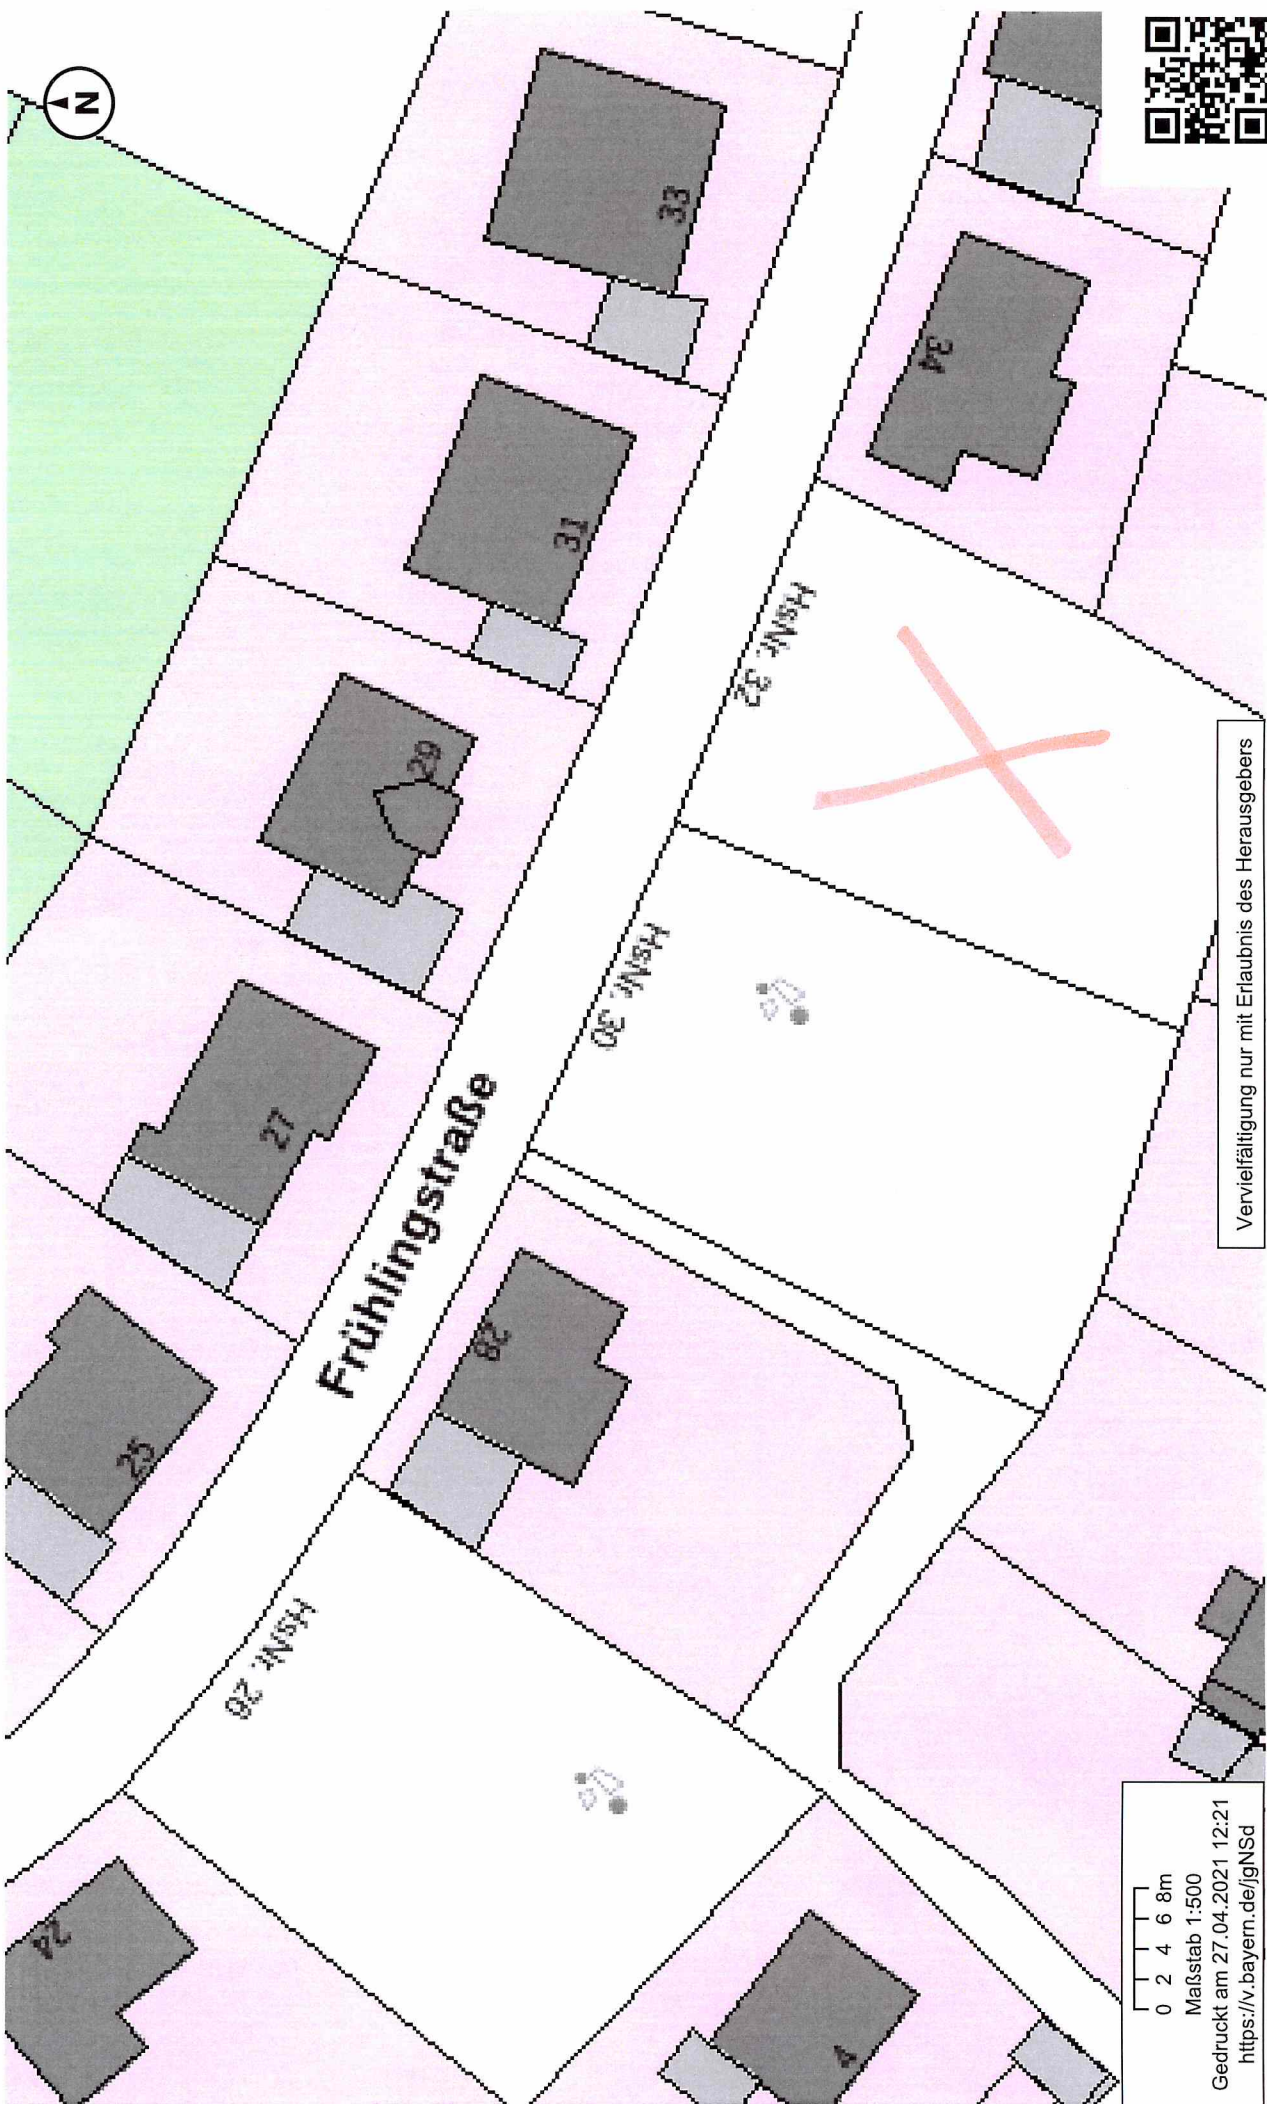 N
33
31
29
27
25
Frühlingstraße
34
HsNr. 32
HsNr. 30
28
HsNr. 26
24
4
Vervielfältigung nur mit Erlaubnis des Herausgebers
0 2 4 6 8m
Maßstab 1:500
Gedruckt am 27.04.2021 12:21
https://v.bayern.de/jgNSd